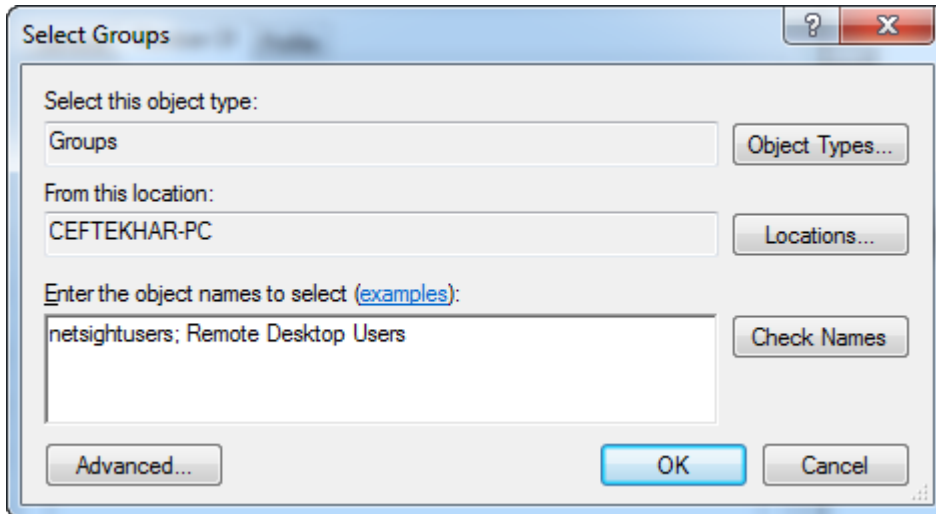 Select Groups
Select this object type:
Groups
Object Types...
From this location:
CEFTEKHAR-PC
Locations...
Enter the object names to select (examples):
netsightusers; Remote Desktop Users
Check Names
Advanced...
OK
Cancel